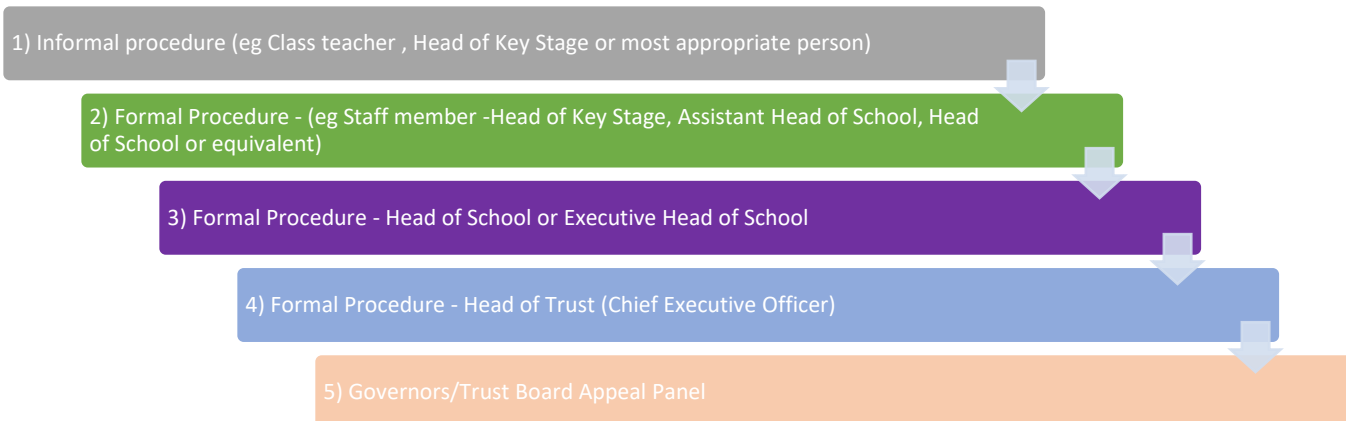 1) Informal procedure (eg Class teacher , Head of Key Stage or most appropriate person)
2) Formal Procedure - (eg Staff member -Head of Key Stage, Assistant Head of School, Head
of School or equivalent)
3) Formal Procedure - Head of School or Executive Head of School
4) Formal Procedure - Head of Trust (Chief Executive Officer)
5) Governors/Trust Board Appeal Panel